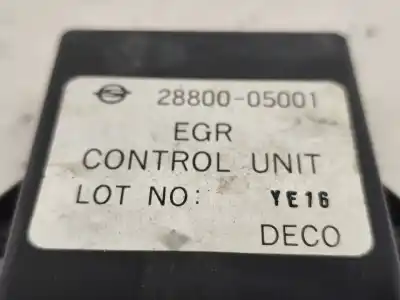 28800-05001
EGR
CONTROL UNIT
LOT NO: YE16
DECO